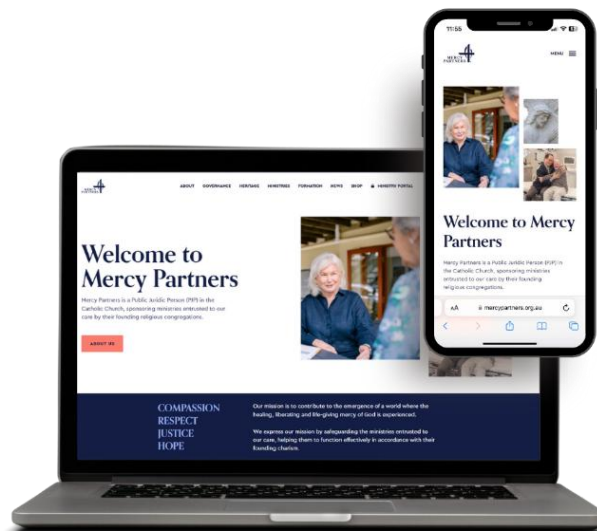 MERCY
PARTNERS
ABOUT GOVERNANCE HERITAGE MINISTRIES FORMATION NEWS SHOP MINISTRY PORTAL
Welcome to
Mercy Partners
Mercy Partners is a Public Juridic Person (PJP) in the
Catholic Church, sponsoring ministries entrusted to our
care by their founding religious congregations.
ABOUT US
COMPASSION
RESPECT
JUSTICE
HOPE
Our mission is to contribute to the emergence of a world where the
healing, liberating and life-giving mercy of God is experienced.
We express our mission by safeguarding the ministries entrusted to
our care, helping them to function effectively in accordance with their
founding charism.
11:55
MERCY
PARTNERS
MENU
Welcome to Mercy
Partners
Mercy Partners is a Public Juridic Person (PJP) in
the Catholic Church, sponsoring ministries
entrusted to our care by their founding
religious congregations.
AA mercypartners.org.au